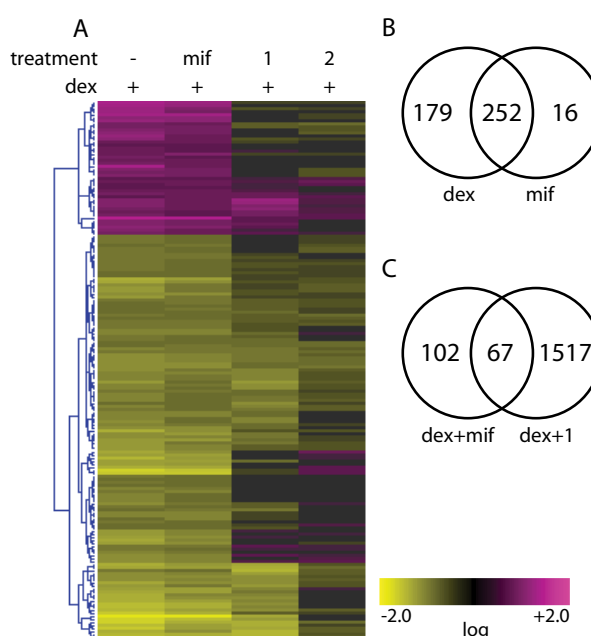 A
treatment - mif 1 2
dex + + + +
B
179 252 16
dex mif
C
102 67 1517
dex+mif dex+1
-2.0 +2.0
log